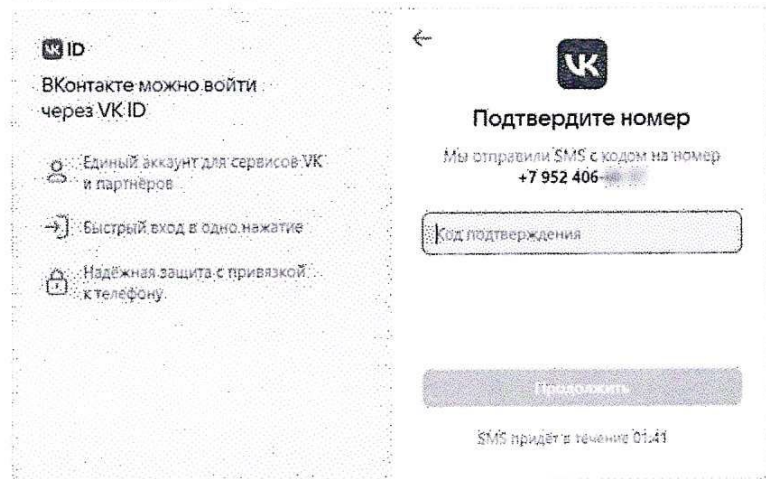 VK ID
ВКонтакте можно войти
через VK ID
Единый аккаунт для сервисов VK
и партнёров
Быстрый вход в одно нажатие
Надёжная защита с привязкой
к телефону
VK
Подтвердите номер
Мы отправили SMS с кодом на номер
+7 952 406-
Код подтверждения
Продолжить
SMS придёт в течение 01:41